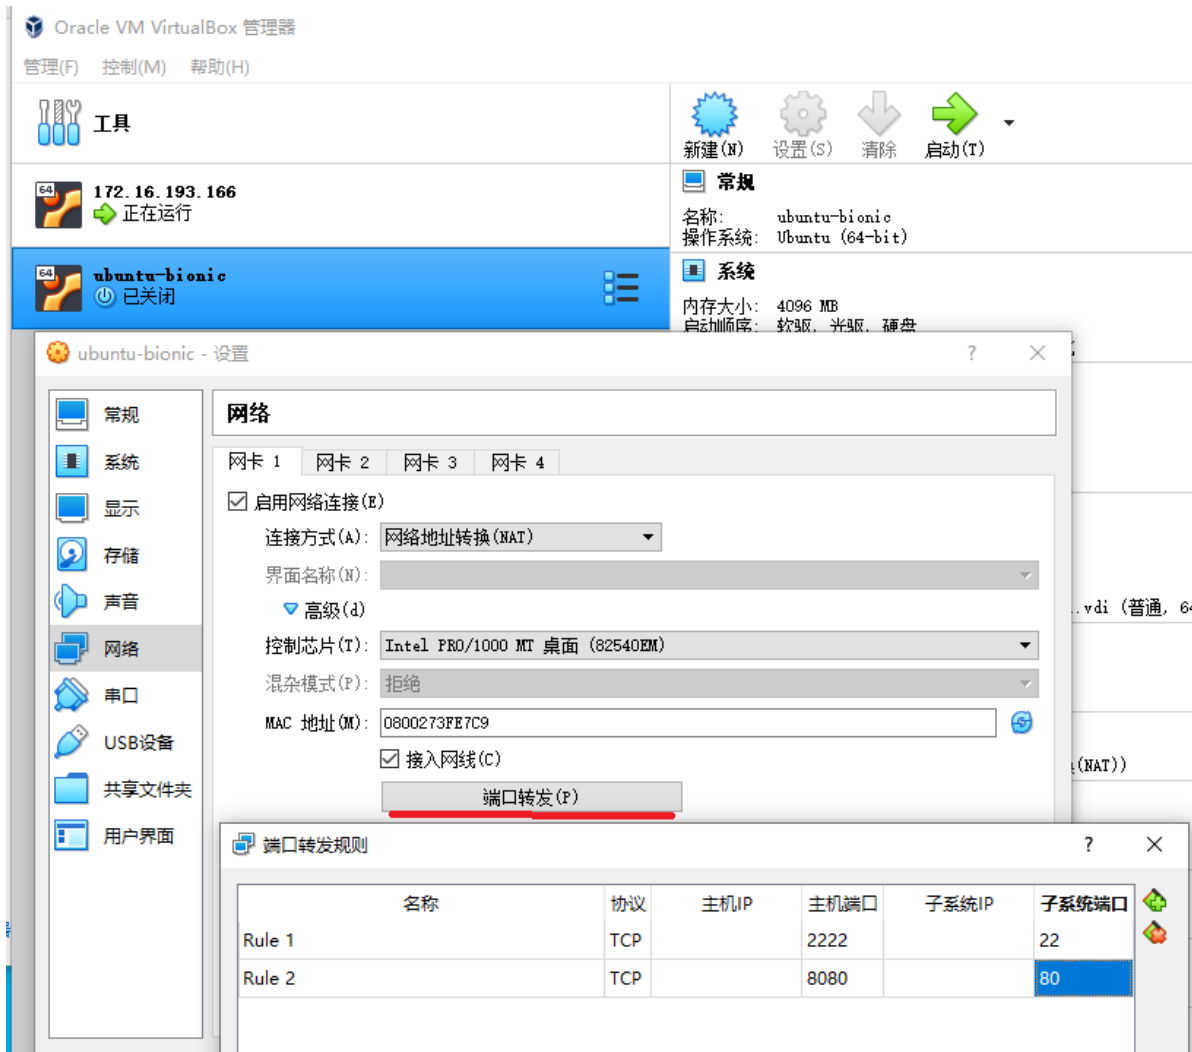 Oracle VM VirtualBox 管理器
管理(F) 控制(M) 帮助(H)
工具
新建(N) 设置(S) 清除 启动(T)
64 172.16.193.166
正在运行
64 ubuntu-bionic
已关闭
常规
名称: ubuntu-bionic
操作系统: Ubuntu (64-bit)
系统
内存大小: 4096 MB
启动顺序: 软驱, 光驱, 硬盘
ubuntu-bionic - 设置 ?
常规
系统
显示
存储
声音
网络
串口
USB设备
共享文件夹
用户界面
网络
网卡 1 网卡 2 网卡 3 网卡 4
启用网络连接(E)
连接方式(A): 网络地址转换(NAT)
界面名称(N):
高级(d)
控制芯片(T): Intel PRO/1000 MT 桌面 (82540EM)
混杂模式(P): 拒绝
MAC 地址(M): 0800273FE7C9
接入网线(C)
端口转发(P)
.vdi (普通, 64
(NAT))
端口转发规则 ?
名称 协议 主机IP 主机端口 子系统IP 子系统端口
Rule 1 TCP 2222 22
Rule 2 TCP 8080 80